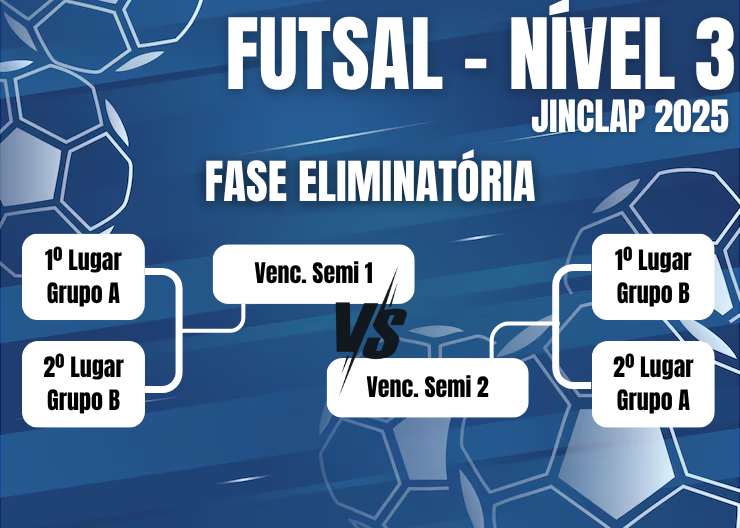 FUTSAL - NÍVEL 3
JINCLAP 2025
FASE ELIMINATÓRIA
1º Lugar
Grupo A
2º Lugar
Grupo B
Venc. Semi 1
VS
Venc. Semi 2
1º Lugar
Grupo B
2º Lugar
Grupo A